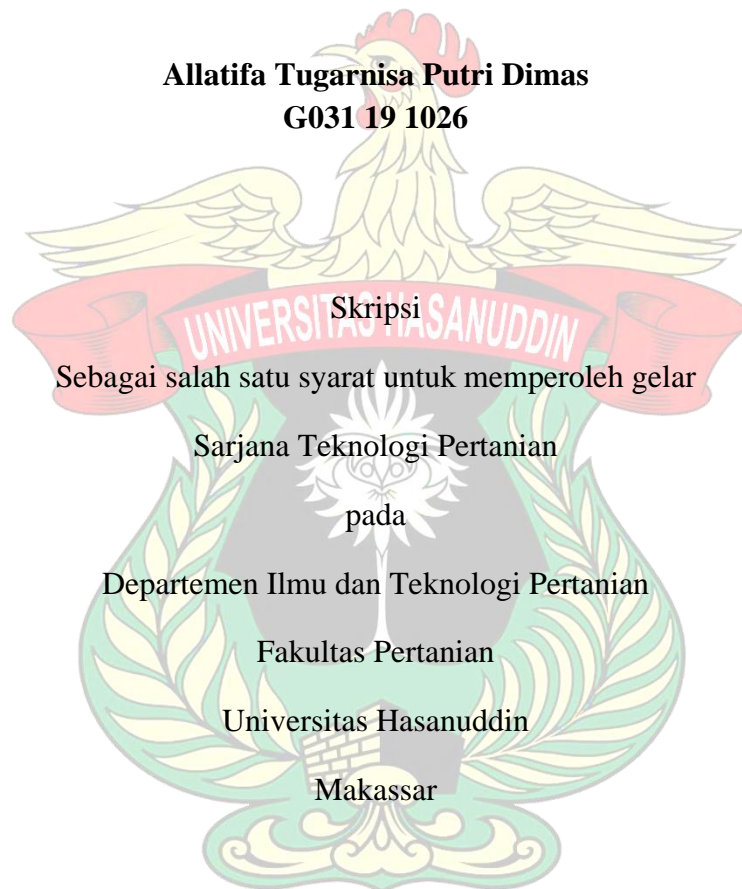 Allatifa Tugarnisa Putri Dimas
G031 19 1026
Skripsi
UNIVERSITAS HASANUDDIN
Sebagai salah satu syarat untuk memperoleh gelar
Sarjana Teknologi Pertanian
pada
Departemen Ilmu dan Teknologi Pertanian
Fakultas Pertanian
Universitas Hasanuddin
Makassar